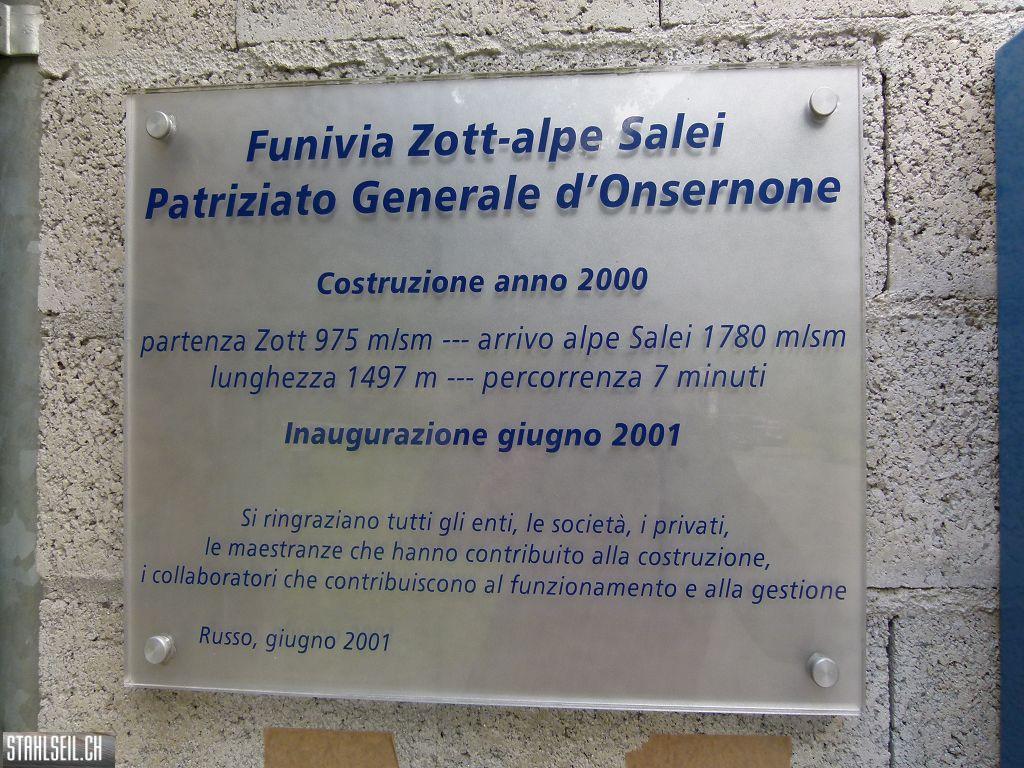 Funivia Zott-alpe Salei
Patriziato Generale d'Onsernone
Costruzione anno 2000
partenza Zott 975 m/sm --- arrivo alpe Salei 1780 m/sm
lunghezza 1497 m --- percorrenza 7 minuti
Inaugurazione giugno 2001
Si ringraziano tutti gli enti, le società, i privati,
le maestranze che hanno contribuito alla costruzione,
i collaboratori che contribuiscono al funzionamento e alla gestione
Russo, giugno 2001
STAHLSEIL.CH